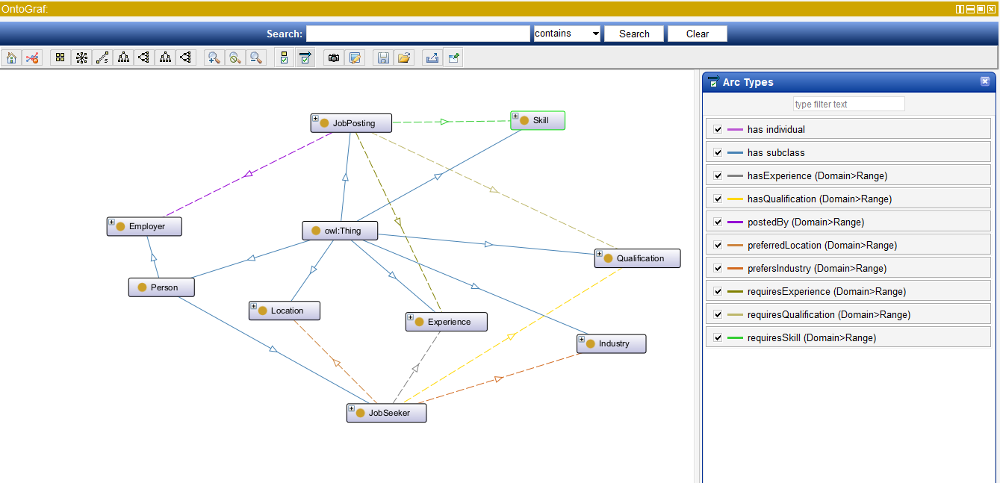 OntoGraf:
Search: contains Search Clear
Arc Types
type filter text
has individual
has subclass
hasExperience (Domain>Range)
hasQualification (Domain>Range)
postedBy (Domain>Range)
preferredLocation (Domain>Range)
prefersIndustry (Domain>Range)
requiresExperience (Domain>Range)
requiresQualification (Domain>Range)
requiresSkill (Domain>Range)
JobPosting
Skill
Employer
owl:Thing
Qualification
Person
Location
Experience
Industry
JobSeeker